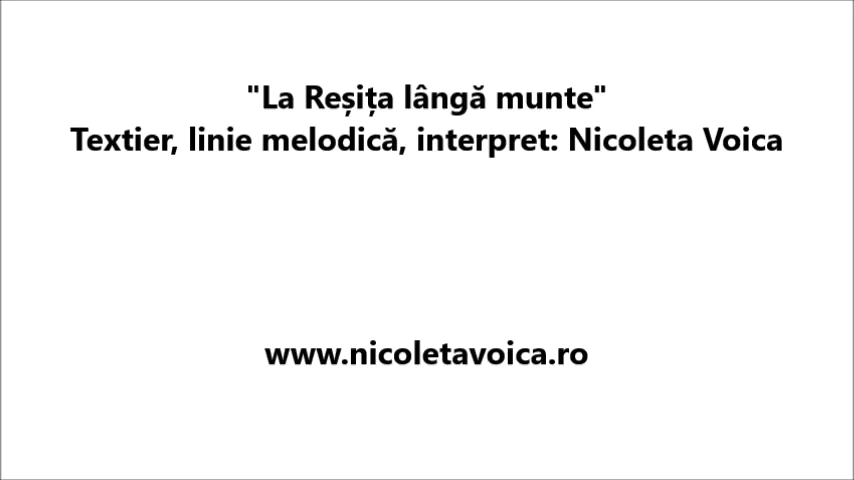 "La Reșița lângă munte"
Textier, linie melodică, interpret: Nicoleta Voica
www.nicoletavoica.ro